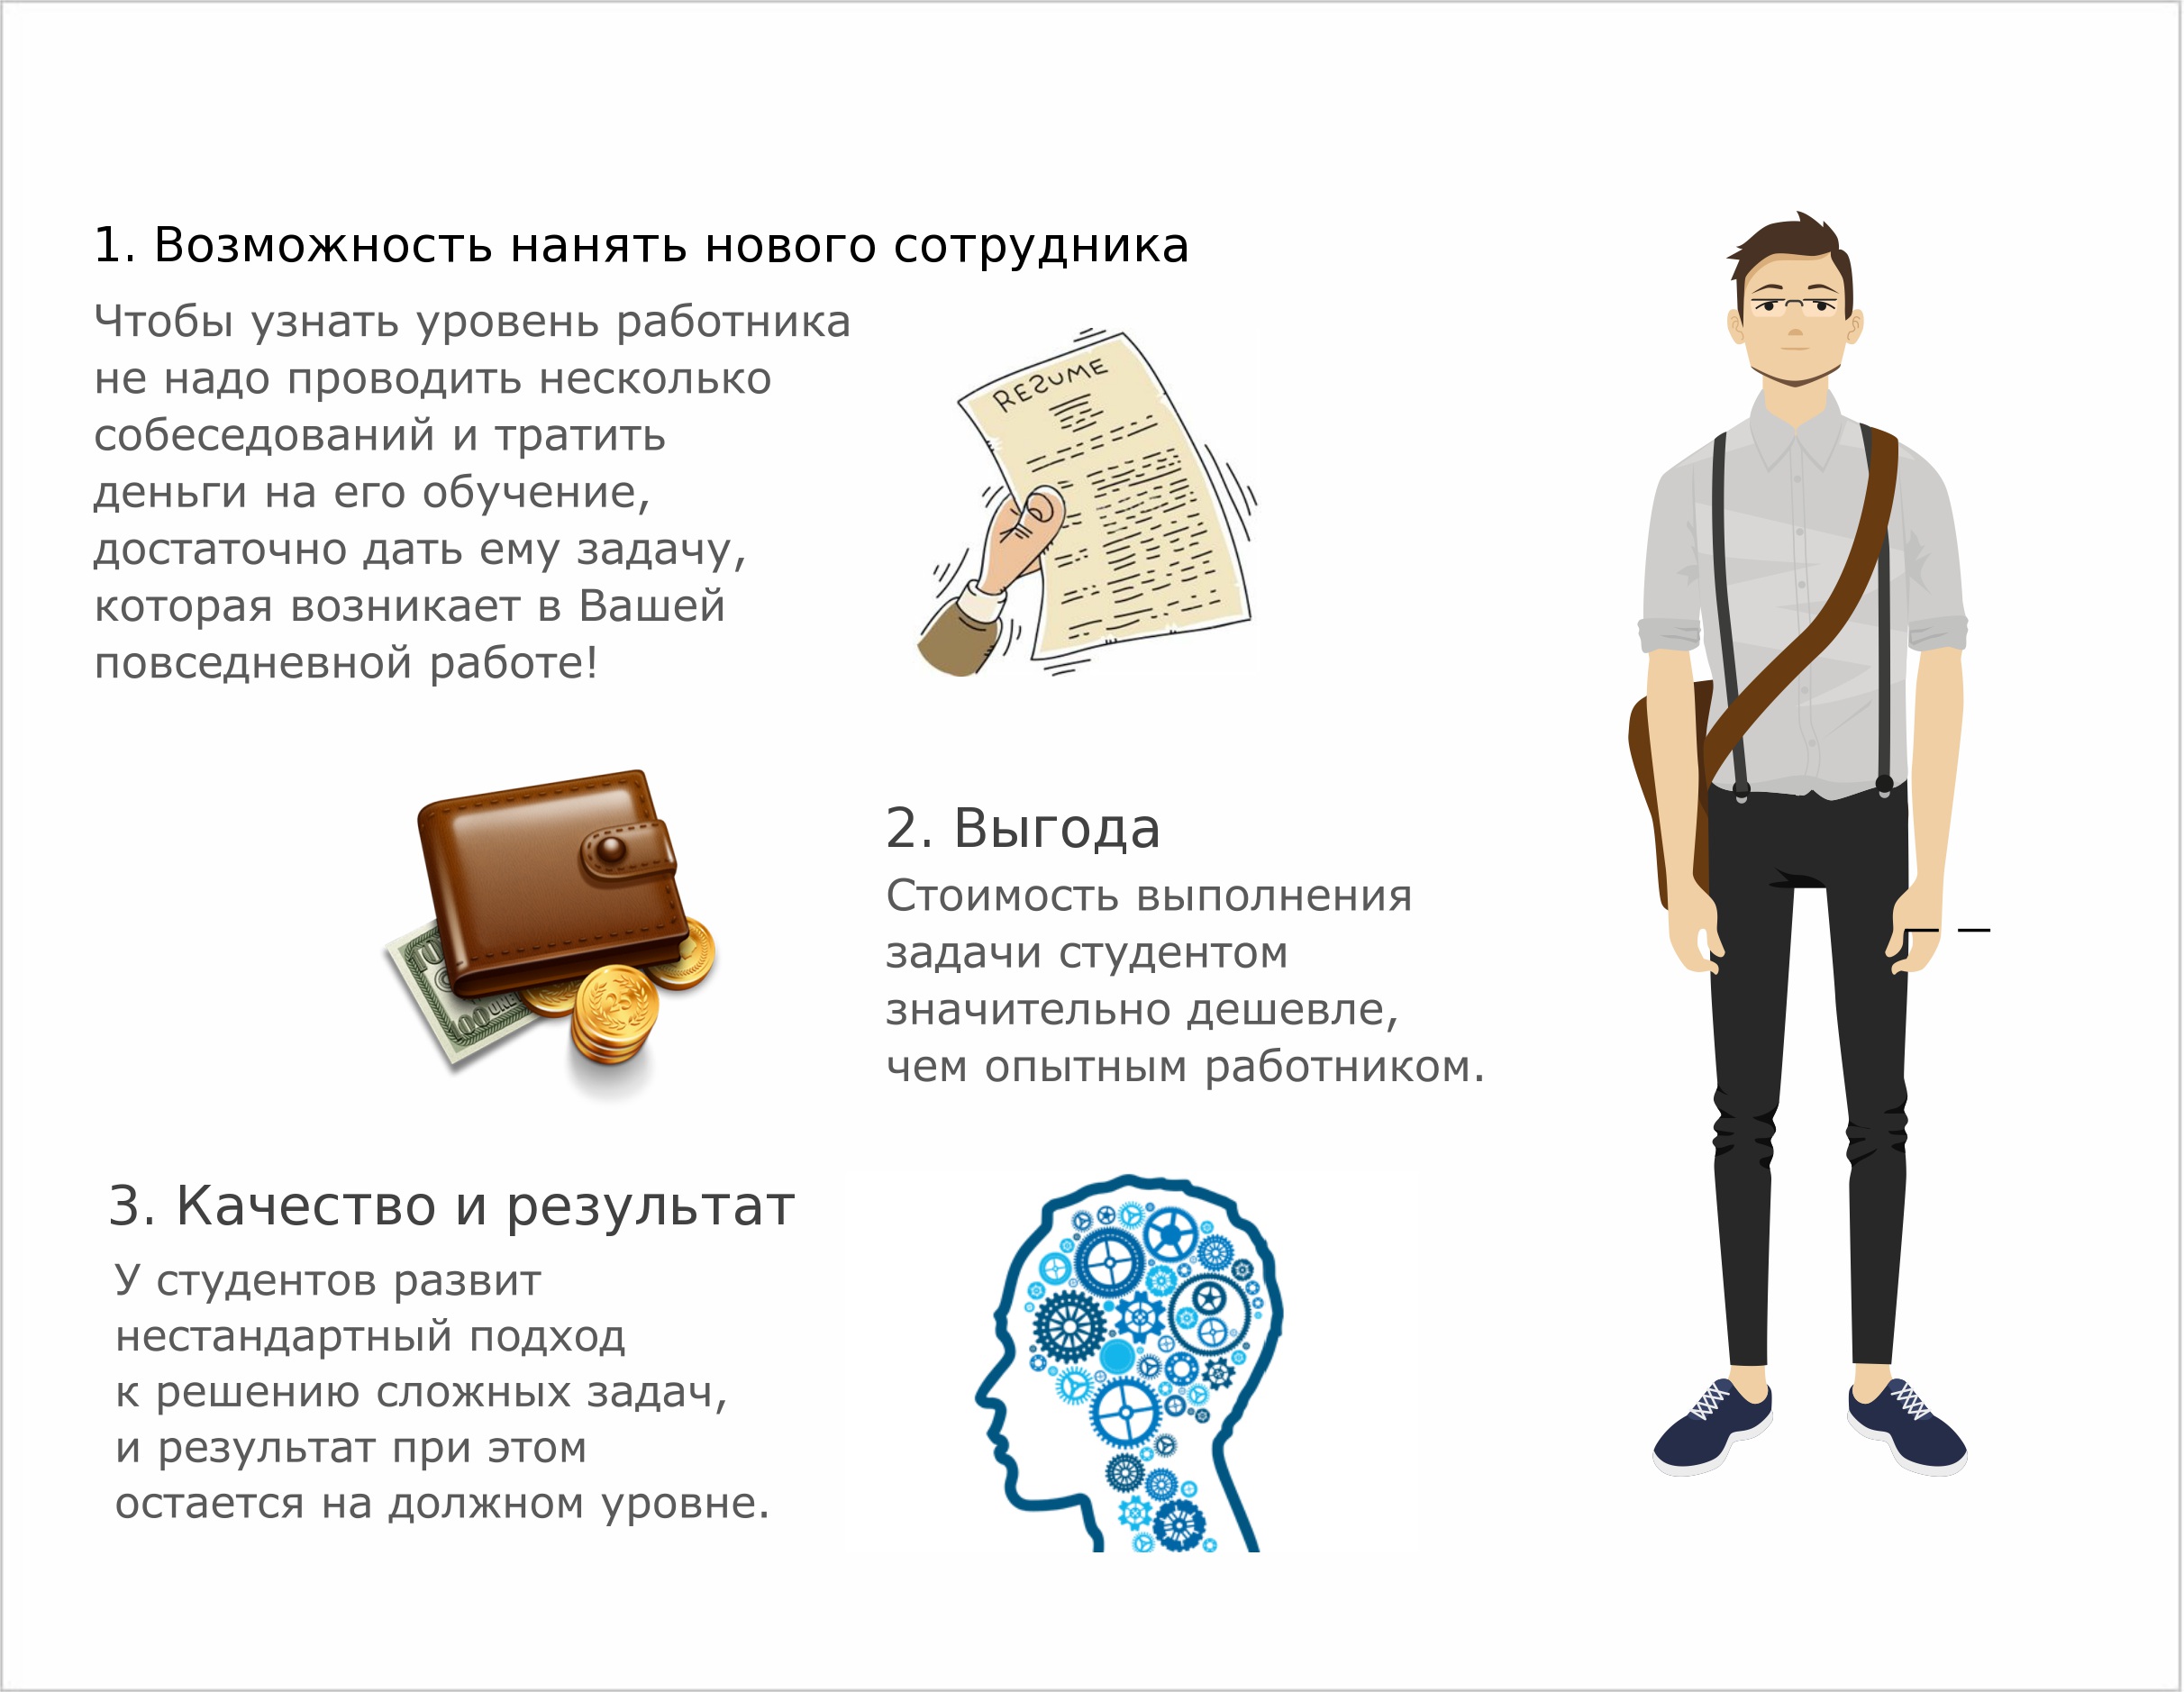 1. Возможность нанять нового сотрудника
Чтобы узнать уровень работника
не надо проводить несколько
собеседований и тратить
деньги на его обучение,
достаточно дать ему задачу,
которая возникает в Вашей
повседневной работе!
RESUME
2. Выгода
Стоимость выполнения
задачи студентом
значительно дешевле,
чем опытным работником.
100
ONE
25
3. Качество и результат
У студентов развит
нестандартный подход
к решению сложных задач,
и результат при этом
остается на должном уровне.